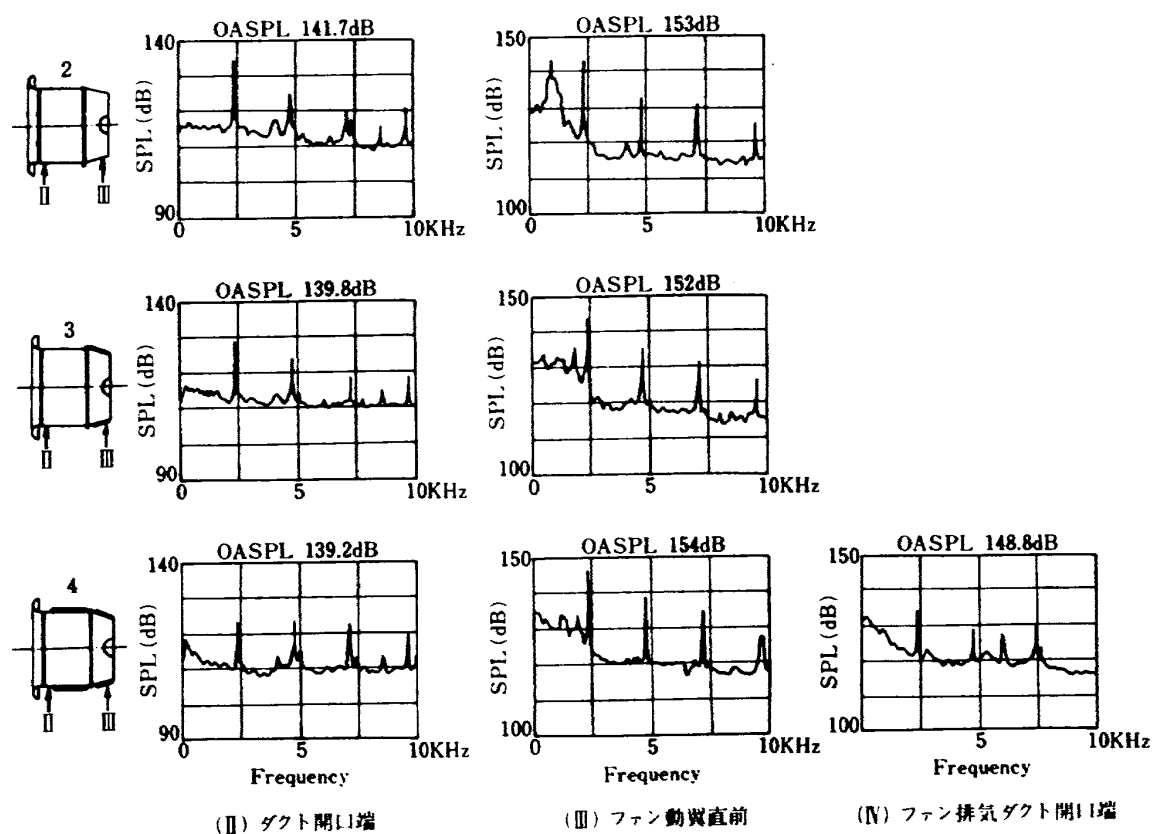 OASPL 141.7dB
140
SPL (dB)
90
0 5 10KHz
2
Ⅱ Ⅲ
OASPL 153dB
150
SPL (dB)
100
0 5 10KHz
OASPL 139.8dB
140
SPL (dB)
90
0 5 10KHz
3
Ⅱ Ⅲ
OASPL 152dB
150
SPL (dB)
100
0 5 10KHz
OASPL 139.2dB
140
SPL (dB)
90
0 5 10KHz
Frequency
4
Ⅱ Ⅲ
OASPL 154dB
150
SPL (dB)
100
0 5 10KHz
Frequency
OASPL 148.8dB
150
SPL (dB)
100
0 5 10KHz
Frequency
(Ⅱ) ダクト開口端
(Ⅲ) ファン動翼直前
(Ⅳ) ファン排気ダクト開口端